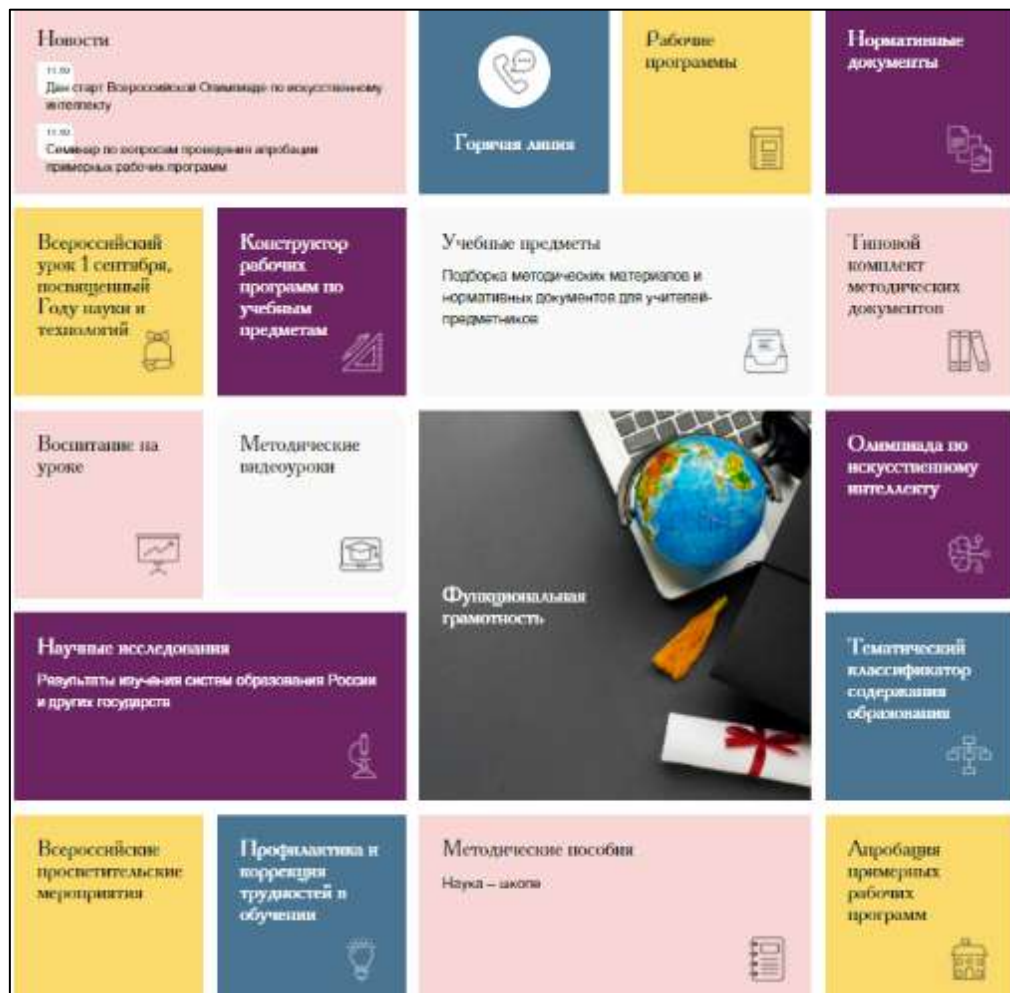 Новости
11.10
Дан старт Всероссийской Олимпиаде по искусственному
интеллекту
11.10
Семинар по вопросам проведения апробации
примерных рабочих программ
Горячая линия
Рабочие
программы
Нормативные
документы
Всероссийский
урок 1 сентября,
посвященный
Году науки и
технологий
Конструктор
рабочих
программ по
учебным
предметам
Учебные предметы
Подборка методических материалов и
нормативных документов для учителей-
предметников
Типовой
комплект
методических
документов
Воспитание на
уроке
Методические
видеоуроки
Функциональная
грамотность
Олимпиада по
искусственному
интеллекту
Научные исследования
Результаты изучения систем образования России
и других государств
Тематический
классификатор
содержания
образования
Всероссийские
просветительские
мероприятия
Профилактика и
коррекция
трудностей в
обучении
Методические пособия
Наука – школе
Апробация
примерных
рабочих
программ